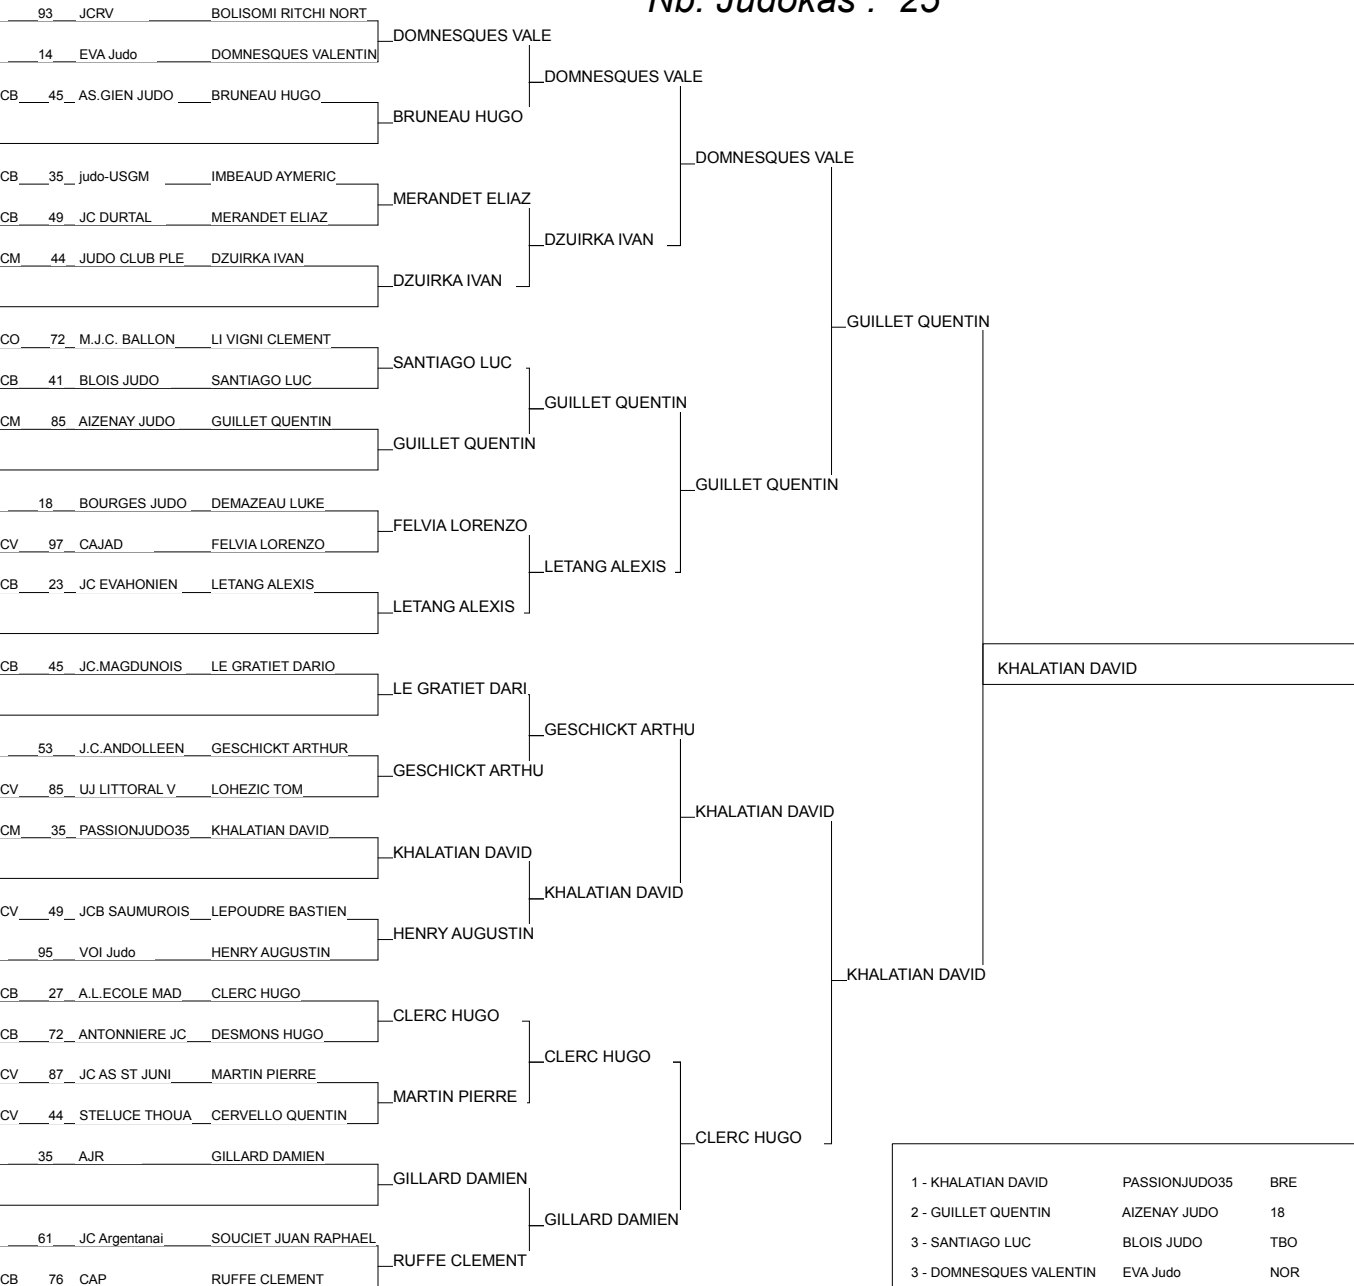 Nb. Judokas : 25
93 JCRV BOLISOMI RITCHI NORT
DOMNESQUES VALE
14 EVA Judo DOMNESQUES VALENTIN
DOMNESQUES VALE
CB 45 AS.GIEN JUDO BRUNEAU HUGO
BRUNEAU HUGO
DOMNESQUES VALE
CB 35 judo-USGM IMBEAUD AYMERIC
MERANDET ELIAZ
CB 49 JC DURTAL MERANDET ELIAZ
DZUIRKA IVAN
CM 44 JUDO CLUB PLE DZUIRKA IVAN
DZUIRKA IVAN
GUILLET QUENTIN
CO 72 M.J.C. BALLON LI VIGNI CLEMENT
SANTIAGO LUC
CB 41 BLOIS JUDO SANTIAGO LUC
GUILLET QUENTIN
CM 85 AIZENAY JUDO GUILLET QUENTIN
GUILLET QUENTIN
GUILLET QUENTIN
18 BOURGES JUDO DEMAZEAU LUKE
FELVIA LORENZO
CV 97 CAJAD FELVIA LORENZO
LETANG ALEXIS
CB 23 JC EVAHONIEN LETANG ALEXIS
LETANG ALEXIS
CB 45 JC.MAGDUNOIS LE GRATIET DARIO
KHALATIAN DAVID
LE GRATIET DARI
GESCHICKT ARTHU
53 J.C.ANDOLLEEN GESCHICKT ARTHUR
GESCHICKT ARTHU
CV 85 UJ LITTORAL V LOHEZIC TOM
KHALATIAN DAVID
CM 35 PASSIONJUDO35 KHALATIAN DAVID
KHALATIAN DAVID
KHALATIAN DAVID
CV 49 JCB SAUMUROIS LEPOUDRE BASTIEN
HENRY AUGUSTIN
95 VOI Judo HENRY AUGUSTIN
KHALATIAN DAVID
CB 27 A.L.ECOLE MAD CLERC HUGO
CLERC HUGO
CB 72 ANTONNIERE JC DESMONS HUGO
CLERC HUGO
CV 87 JC AS ST JUNI MARTIN PIERRE
MARTIN PIERRE
CV 44 STELUCE THOUA CERVELLO QUENTIN
CLERC HUGO
35 AJR GILLARD DAMIEN
GILLARD DAMIEN
1 - KHALATIAN DAVID PASSIONJUDO35 BRE
2 - GUILLET QUENTIN AIZENAY JUDO 18
GILLARD DAMIEN
61 JC Argentanai SOUCIET JUAN RAPHAEL
3 - SANTIAGO LUC BLOIS JUDO TBO
RUFFE CLEMENT
3 - DOMNESQUES VALENTIN EVA Judo NOR
CB 76 CAP RUFFE CLEMENT